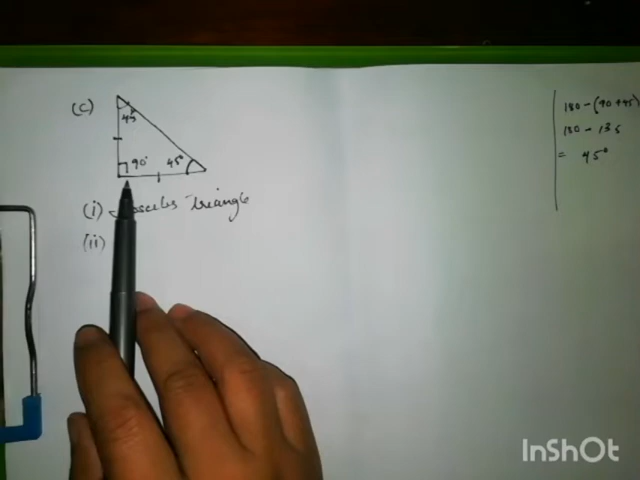 (c)
45
90° 45°
(i) Isosceles triangle
(ii)
180-(90+45)
180-135
= 45°
InShOt